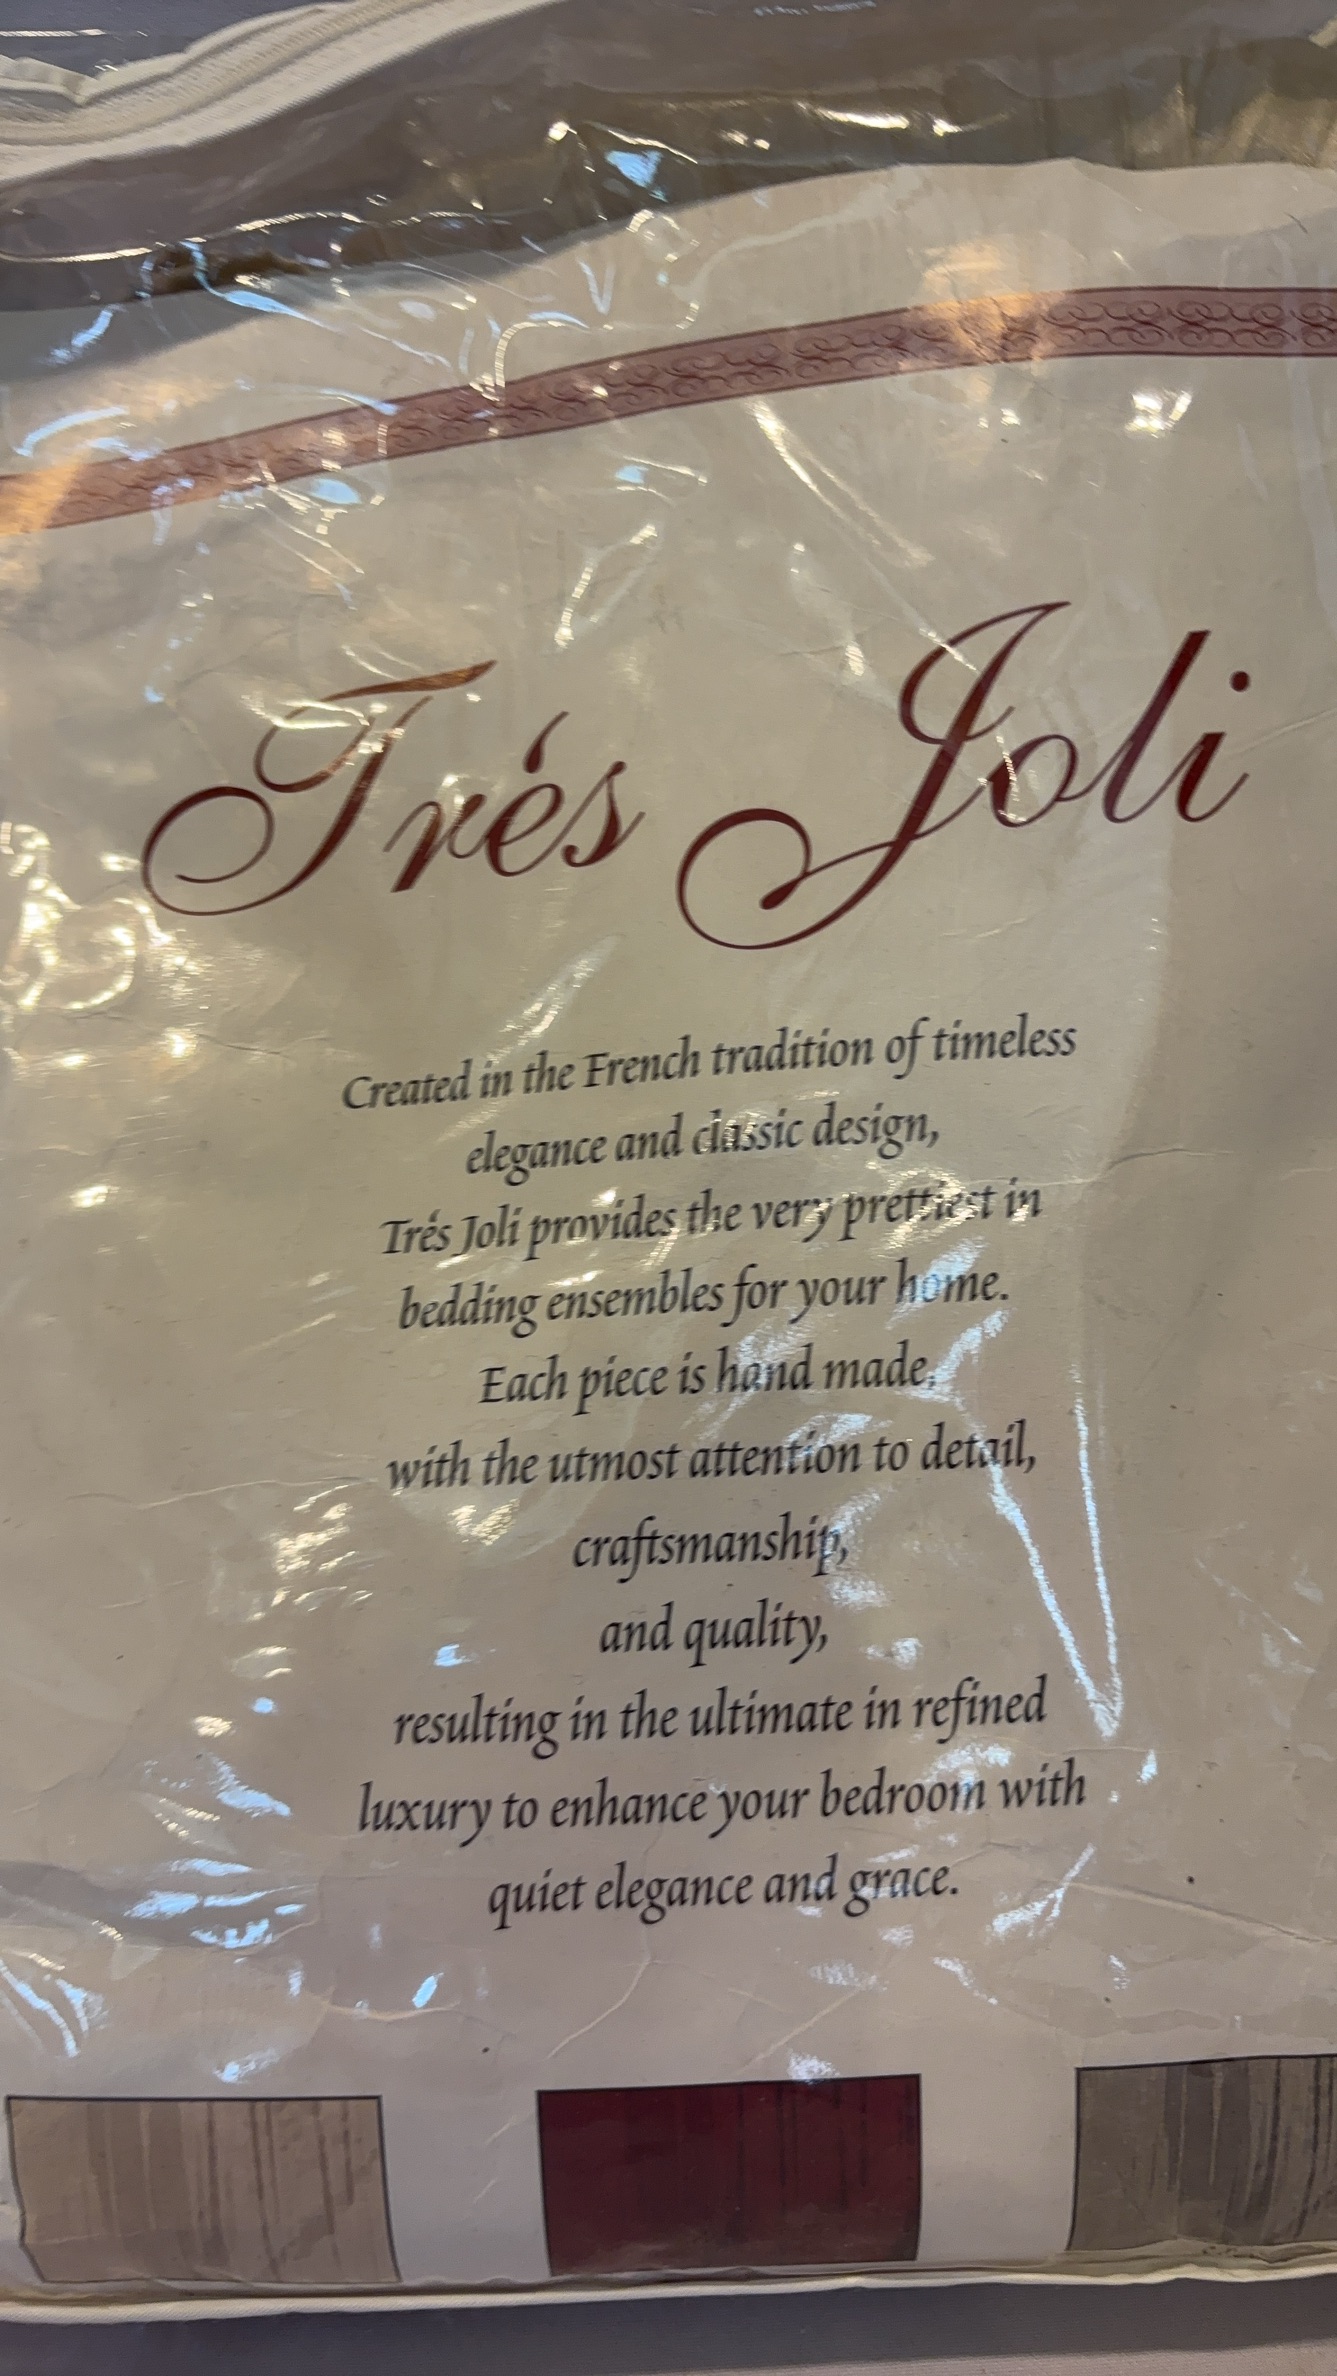 Trés Joli
Created in the French tradition of timeless
elegance and classic design,
Trés Joli provides the very prettiest in
bedding ensembles for your home.
Each piece is hand made,
with the utmost attention to detail,
craftsmanship,
and quality,
resulting in the ultimate in refined
luxury to enhance your bedroom with
quiet elegance and grace.